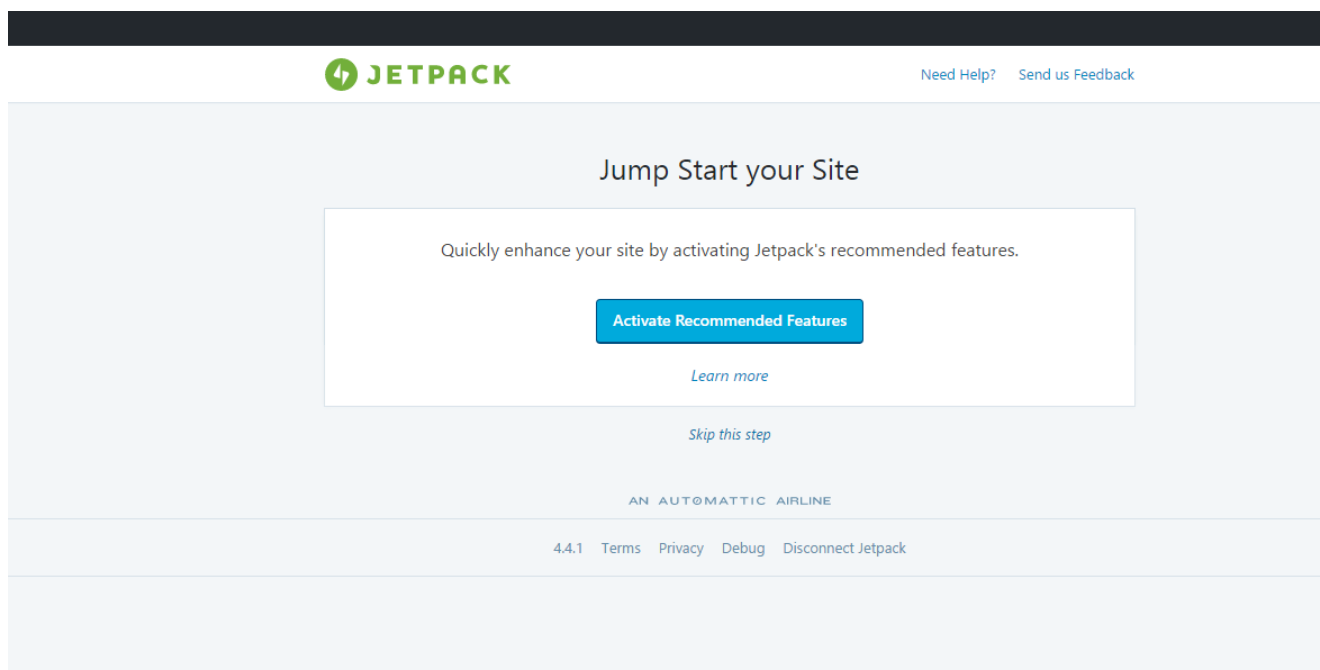 JETPACK
Need Help? Send us Feedback
Jump Start your Site
Quickly enhance your site by activating Jetpack's recommended features.
Activate Recommended Features
Learn more
Skip this step
AN AUTOMATTIC AIRLINE
4.4.1 Terms Privacy Debug Disconnect Jetpack